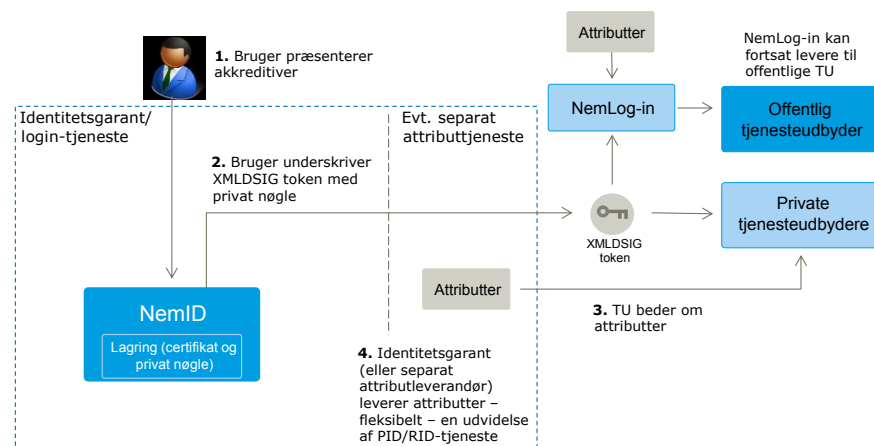 1. Bruger præsenterer
akkreditiver
Attributter
NemLog-in kan
fortsat levere til
offentlige TU
NemLog-in
Offentlig
tjenesteudbyder
Identitetsgarant/
login-tjeneste
Evt. separat
attributtjeneste
2. Bruger underskriver
XMLDSIG token med
privat nøgle
XMLDSIG
token
Private
tjenesteudbydere
Attributter
3. TU beder om
attributter
NemID
Lagring (certifikat og
privat nøgle)
4. Identitetsgarant
(eller separat
attributleverandør)
leverer attributter –
fleksibelt – en udvidelse
af PID/RID-tjeneste